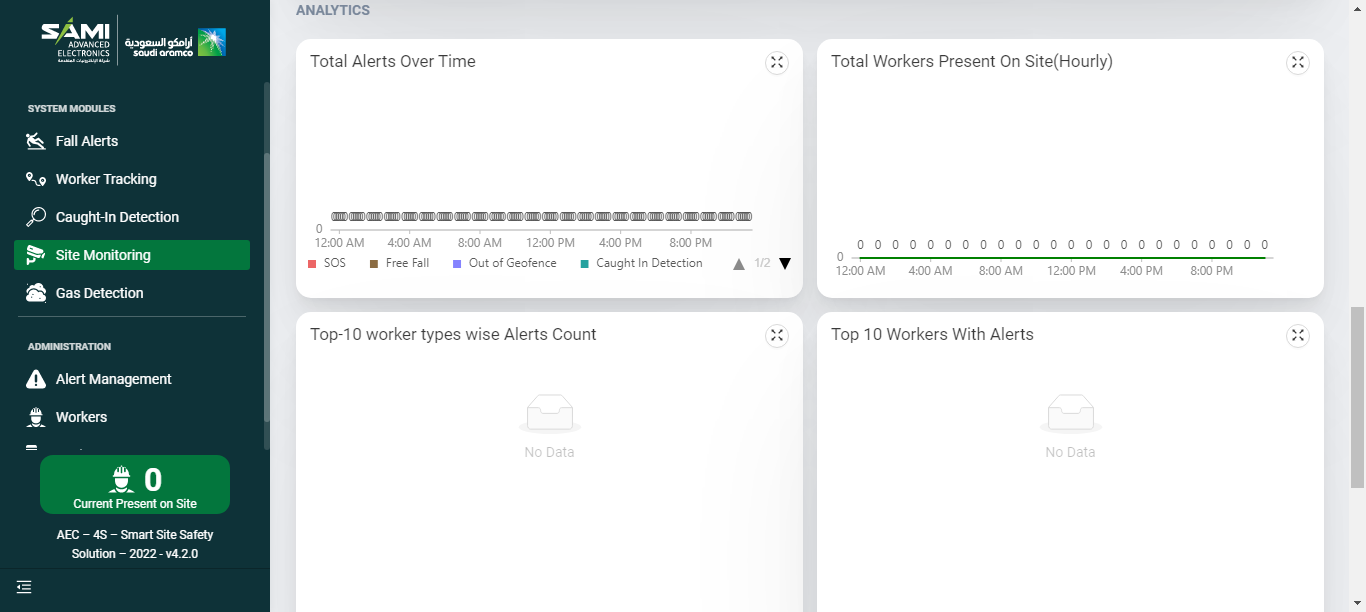 SAMI
ADVANCED
ELECTRONICS
شركة الإلكترونيات المتقدمة
أرامكو السعودية
saudi aramco
SYSTEM MODULES
Fall Alerts
Worker Tracking
Caught-In Detection
Site Monitoring
Gas Detection
ADMINISTRATION
Alert Management
Workers
0
Current Present on Site
AEC – 4S – Smart Site Safety
Solution – 2022 - v4.2.0
ANALYTICS
Total Alerts Over Time
0
12:00 AM 4:00 AM 8:00 AM 12:00 PM 4:00 PM 8:00 PM
SOS Free Fall Out of Geofence Caught In Detection 1/2
Total Workers Present On Site(Hourly)
0 0 0 0 0 0 0 0 0 0 0 0 0 0 0 0 0 0 0 0 0 0 0 0
0
12:00 AM 4:00 AM 8:00 AM 12:00 PM 4:00 PM 8:00 PM
Top-10 worker types wise Alerts Count
No Data
Top 10 Workers With Alerts
No Data